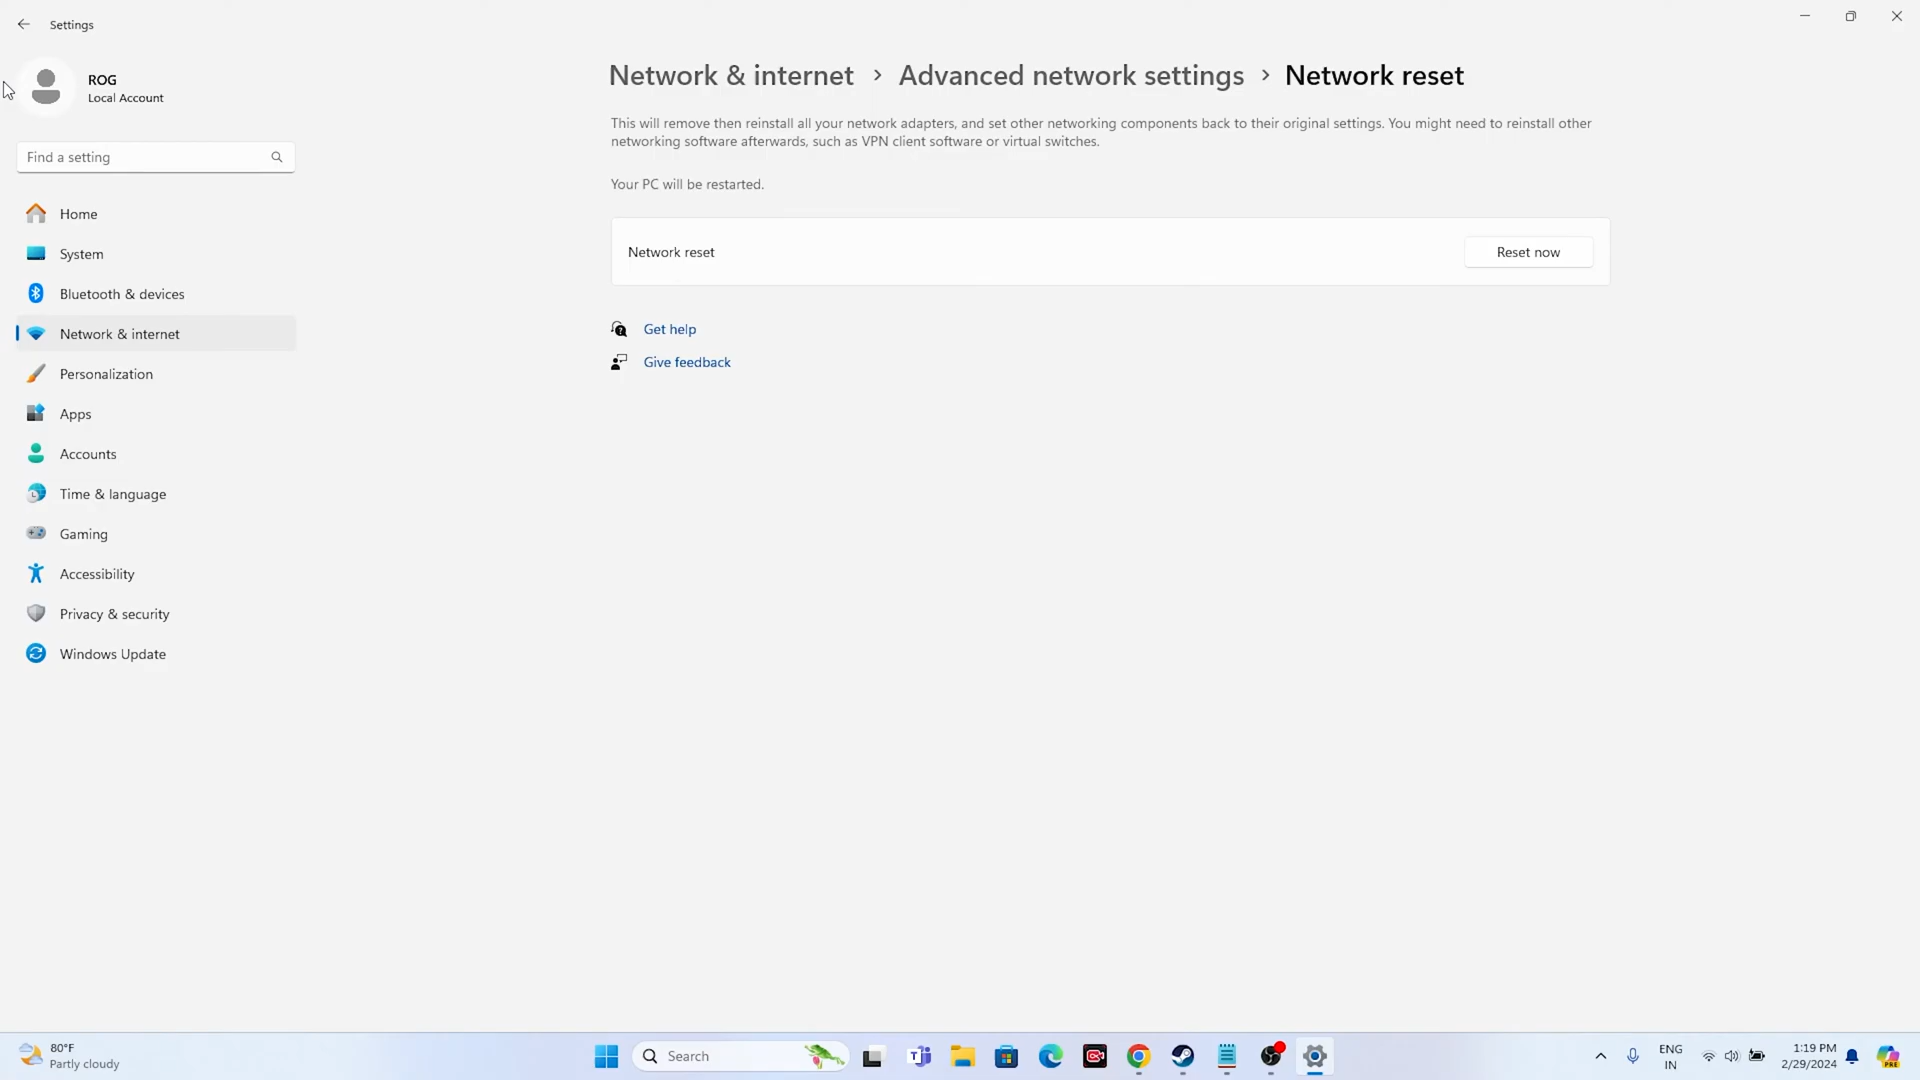 Settings
ROG
Local Account
Find a setting
Home
System
Bluetooth & devices
Network & internet
Personalization
Apps
Accounts
Time & language
Gaming
Accessibility
Privacy & security
Windows Update
Network & internet > Advanced network settings > Network reset
This will remove then reinstall all your network adapters, and set other networking components back to their original settings. You might need to reinstall other
networking software afterwards, such as VPN client software or virtual switches.
Your PC will be restarted.
Network reset
Reset now
Get help
Give feedback
80°F
Partly cloudy
Search
ENG
IN
1:19 PM
2/29/2024
PRE